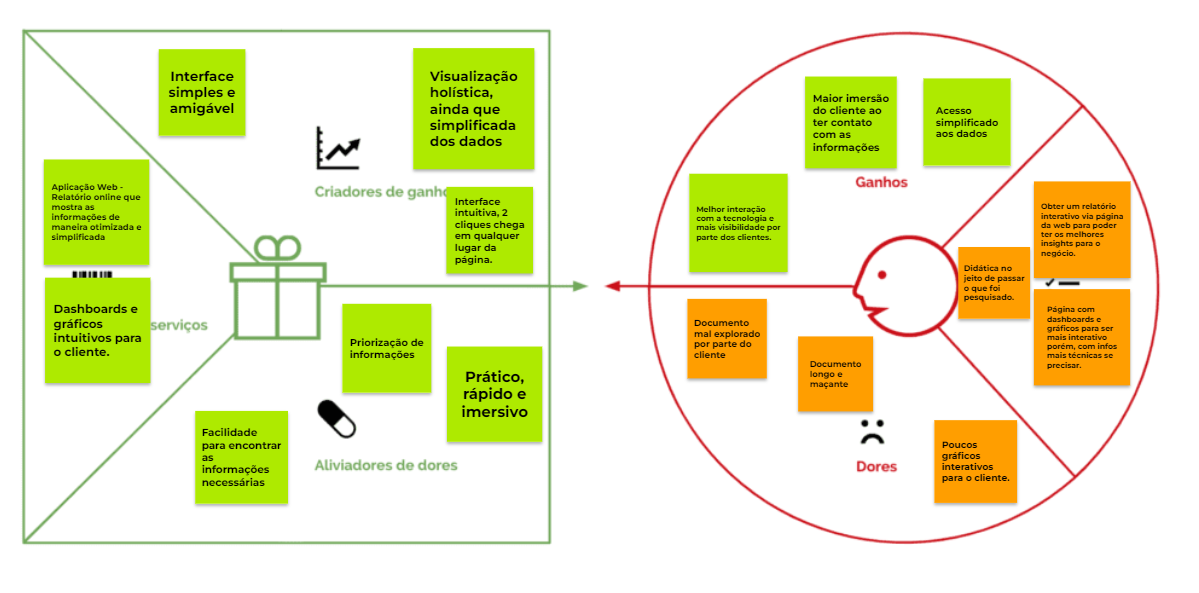 Interface
simples e
amigável
Visualização
holística,
ainda que
simplificada
dos dados
Criadores de ganho
Aplicação Web -
Relatório online que
mostra as
informações de
maneira otimizada e
simplificada
Interface
intuitiva, 2
cliques chega
em qualquer
lugar da
página.
Dashboards e
gráficos
intuitivos para
o cliente.
serviços
Priorização de
informações
Prático,
rápido e
imersivo
Facilidade
para encontrar
as
informações
necessárias
Aliviadores de dores
Maior imersão
do cliente ao
ter contato
com as
informações
Acesso
simplificado
aos dados
Ganhos
Melhor interação
com a tecnologia e
mais visibilidade por
parte dos clientes.
Obter um relatório
interativo via página
da web para poder
ter os melhores
insights para o
negócio.
Didática no
jeito de passar
o que foi
pesquisado.
Página com
dashboards e
gráficos para ser
mais interativo
porém, com infos
mais técnicas se
precisar.
Documento
mal explorado
por parte do
cliente
Documento
longo e
maçante
Dores
Poucos
gráficos
interativos
para o cliente.